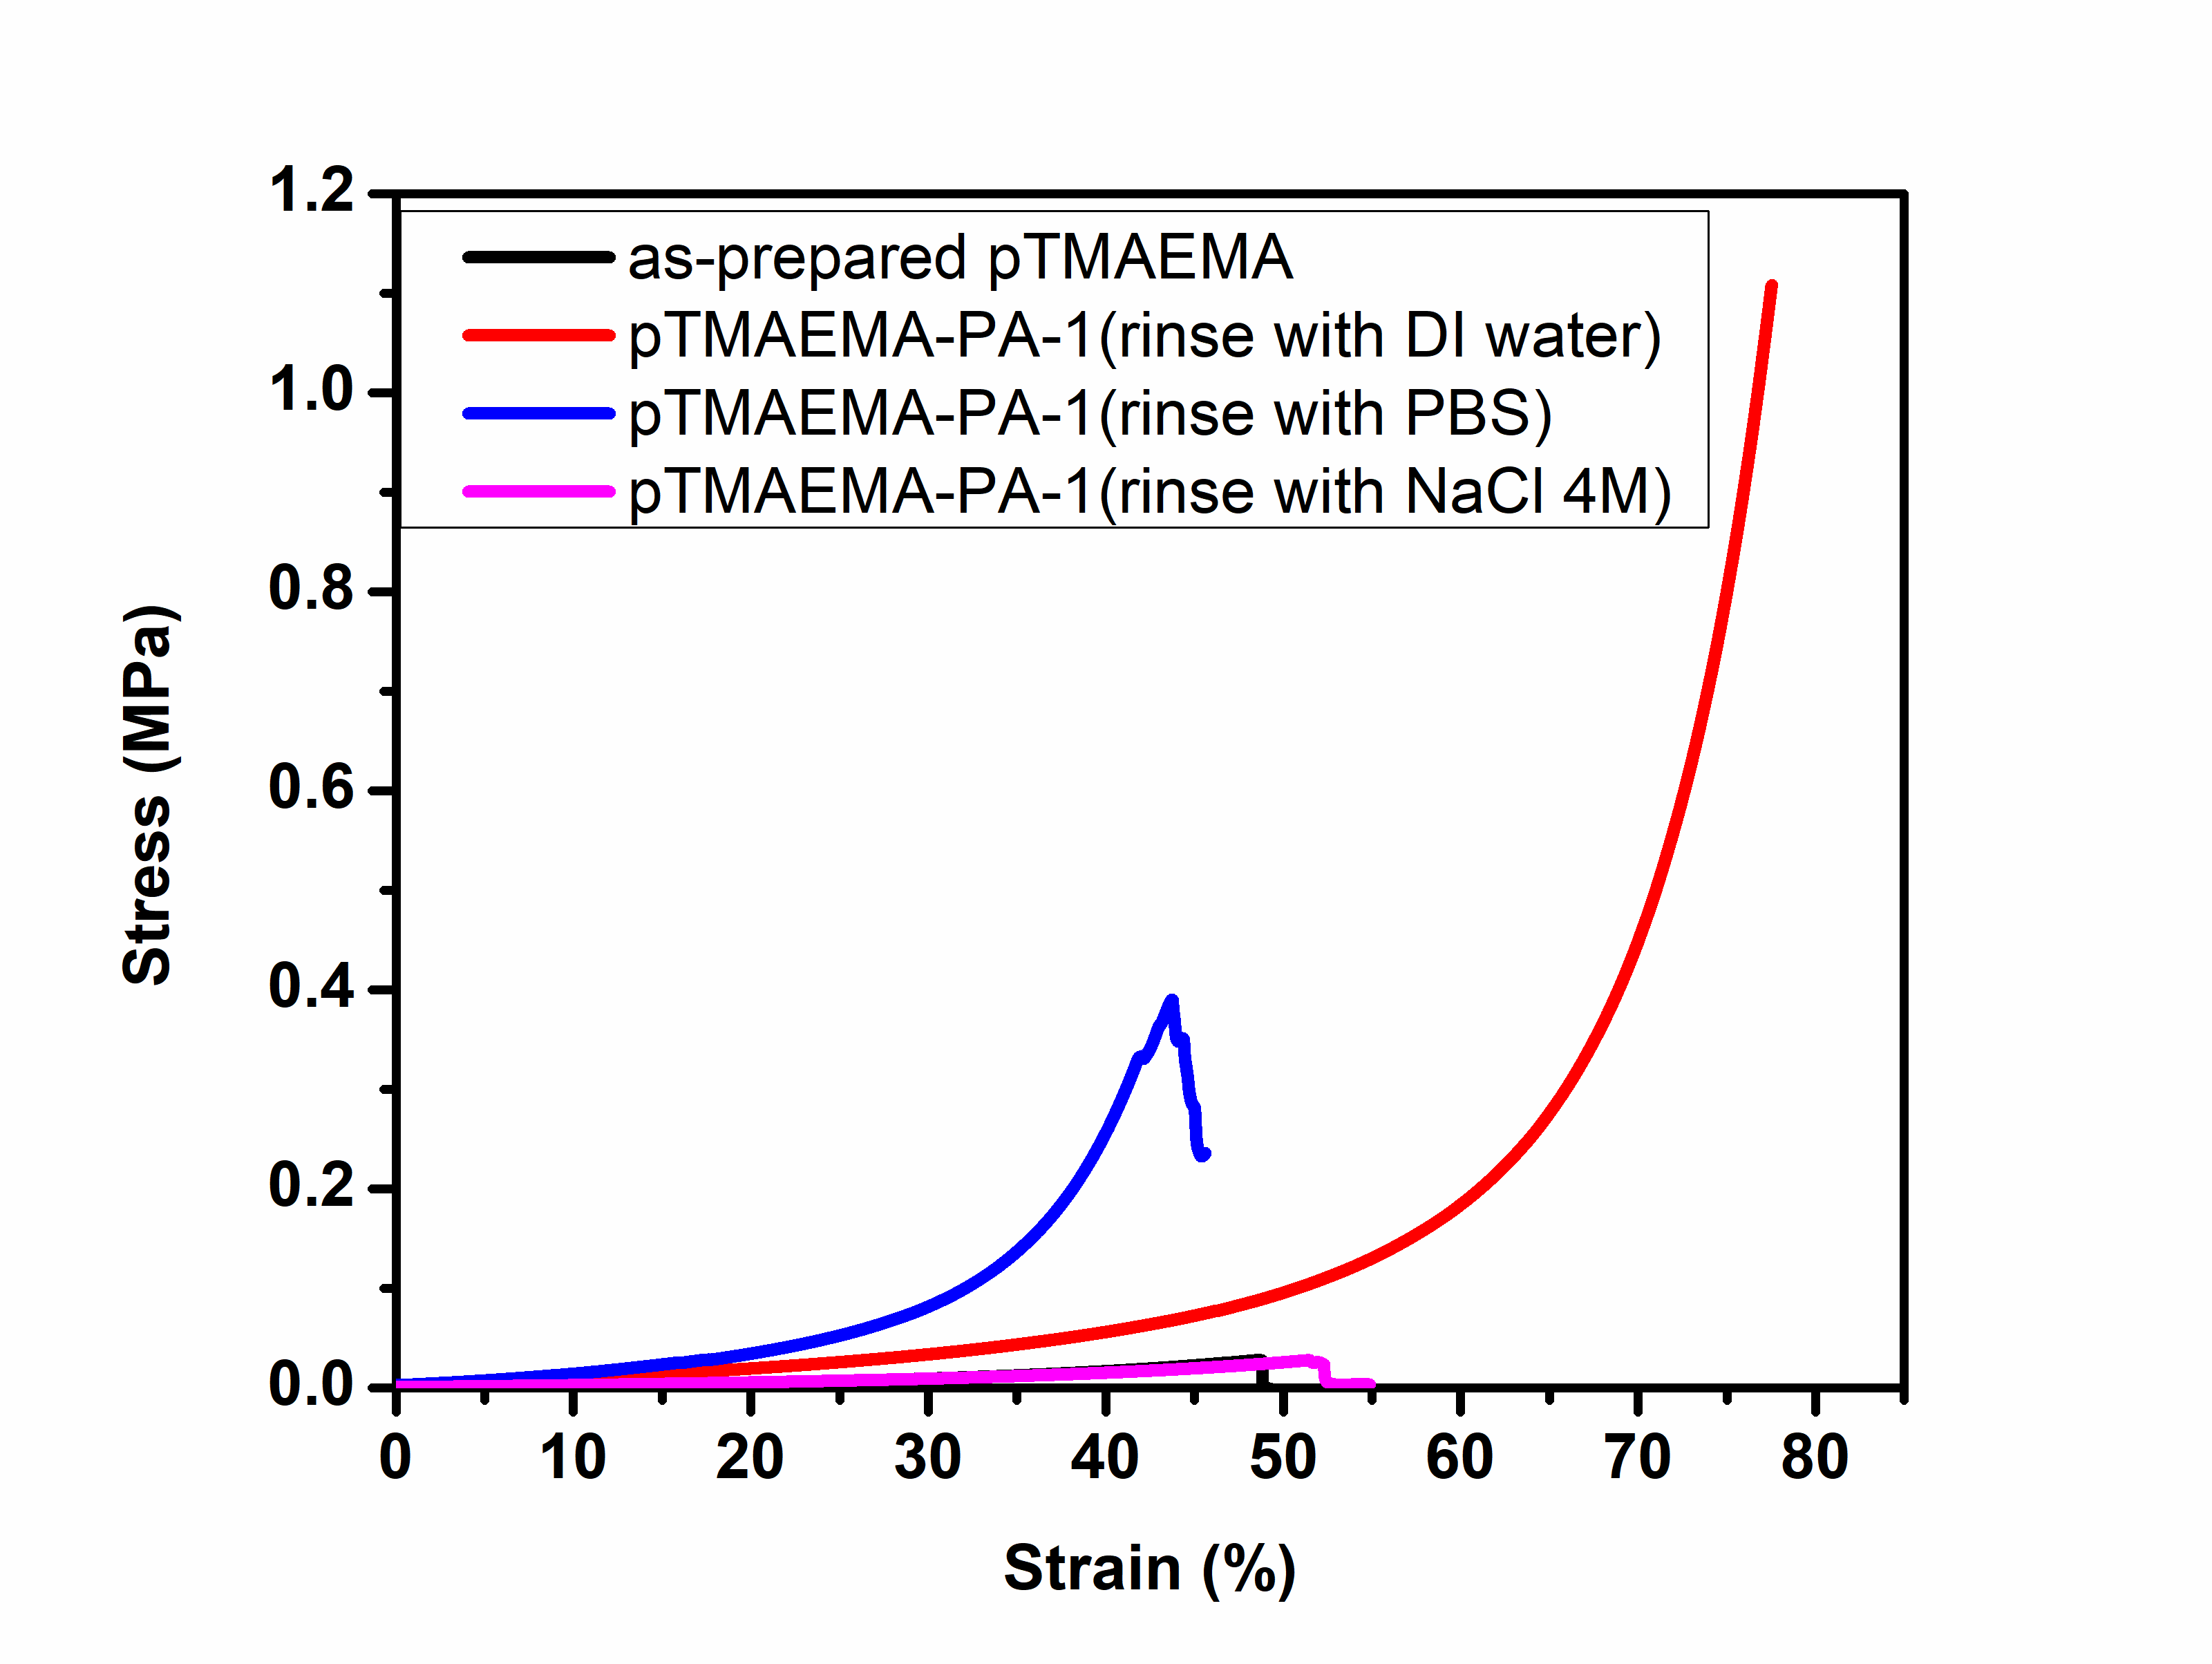 1.2
1.0
0.8
0.6
0.4
0.2
0.0
Stress (MPa)
as-prepared pTMAEMA
pTMAEMA-PA-1(rinse with DI water)
pTMAEMA-PA-1(rinse with PBS)
pTMAEMA-PA-1(rinse with NaCl 4M)
0 10 20 30 40 50 60 70 80
Strain (%)